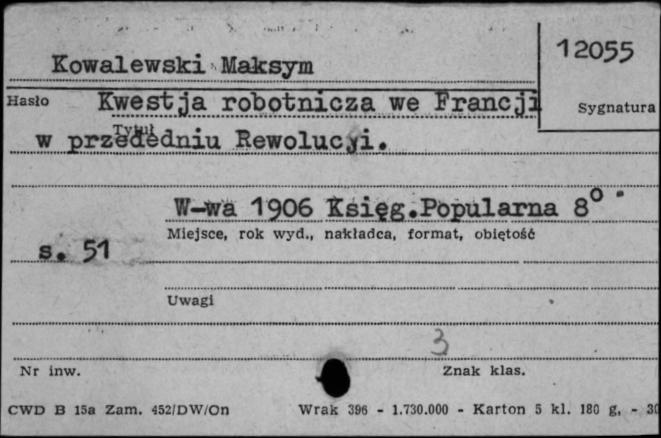 12055
Kowalewski Maksym
Hasło Kwestja robotnicza we Francji Sygnatura
Tytuł
w przededniu Rewolucyi.
W-wa 1906 Księg.Popularna 8°
Miejsce, rok wyd., nakładca, format, objętość
s. 51
Uwagi
3
Nr inw. Znak klas.
CWD B 15a Zam. 452/DW/On Wrak 396 - 1.730.000 - Karton 5 kl. 180 g, - 30